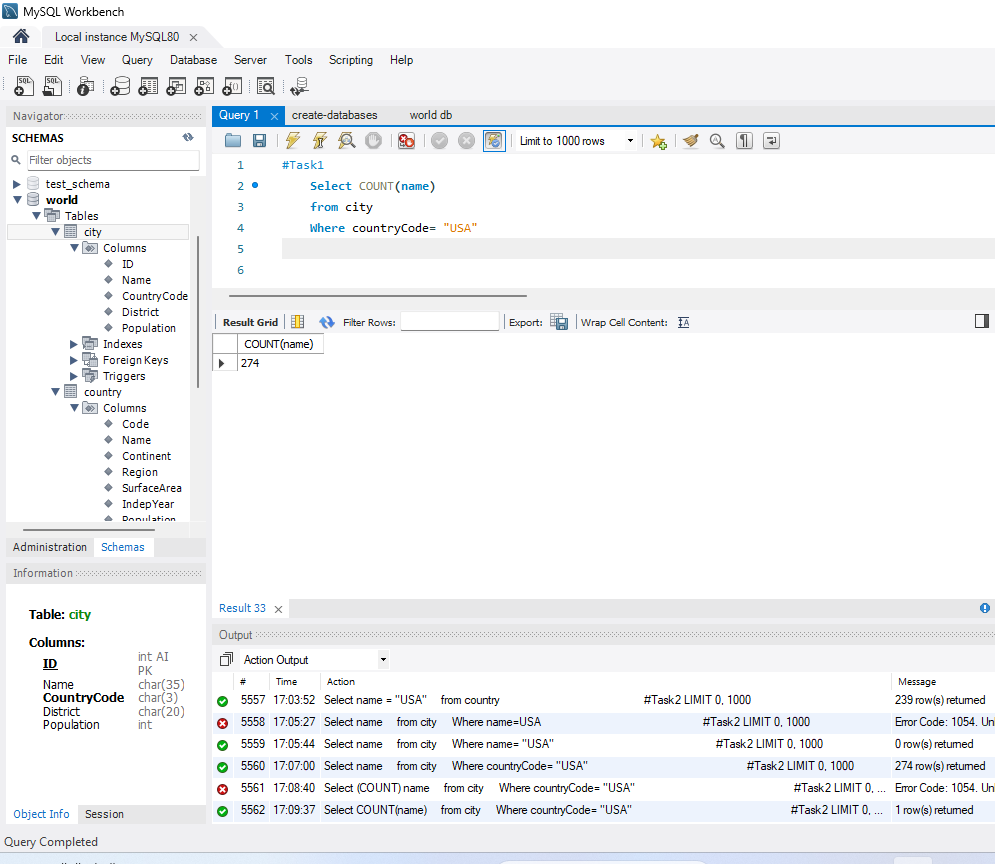 MySQL Workbench
Local instance MySQL80
File Edit View Query Database Server Tools Scripting Help
Navigator
SCHEMAS
Filter objects
test_schema
world
Tables
city
Columns
ID
Name
CountryCode
District
Population
Indexes
Foreign Keys
Triggers
country
Columns
Code
Name
Continent
Region
SurfaceArea
IndepYear
Population
Administration Schemas
Information
Table: city
Columns:
ID int AI
PK
Name char(35)
CountryCode char(3)
District char(20)
Population int
Object Info Session
Query 1 create-databases world db
Limit to 1000 rows
1 #Task1
2 Select COUNT(name)
3 from city
4 Where countryCode= "USA"
5
6
Result Grid Filter Rows: Export: Wrap Cell Content:
COUNT(name)
274
Result 33
Output
Action Output
# Time Action Message
5557 17:03:52 Select name = "USA" from country #Task2 LIMIT 0, 1000 239 row(s) returned
5558 17:05:27 Select name from city Where name=USA #Task2 LIMIT 0, 1000 Error Code: 1054. Unl
5559 17:05:44 Select name from city Where name= "USA" #Task2 LIMIT 0, 1000 0 row(s) returned
5560 17:07:00 Select name from city Where countryCode= "USA" #Task2 LIMIT 0, 1000 274 row(s) returned
5561 17:08:40 Select (COUNT) name from city Where countryCode= "USA" #Task2 LIMIT 0, ... Error Code: 1054. Unl
5562 17:09:37 Select COUNT(name) from city Where countryCode= "USA" #Task2 LIMIT 0, ... 1 row(s) returned
Query Completed